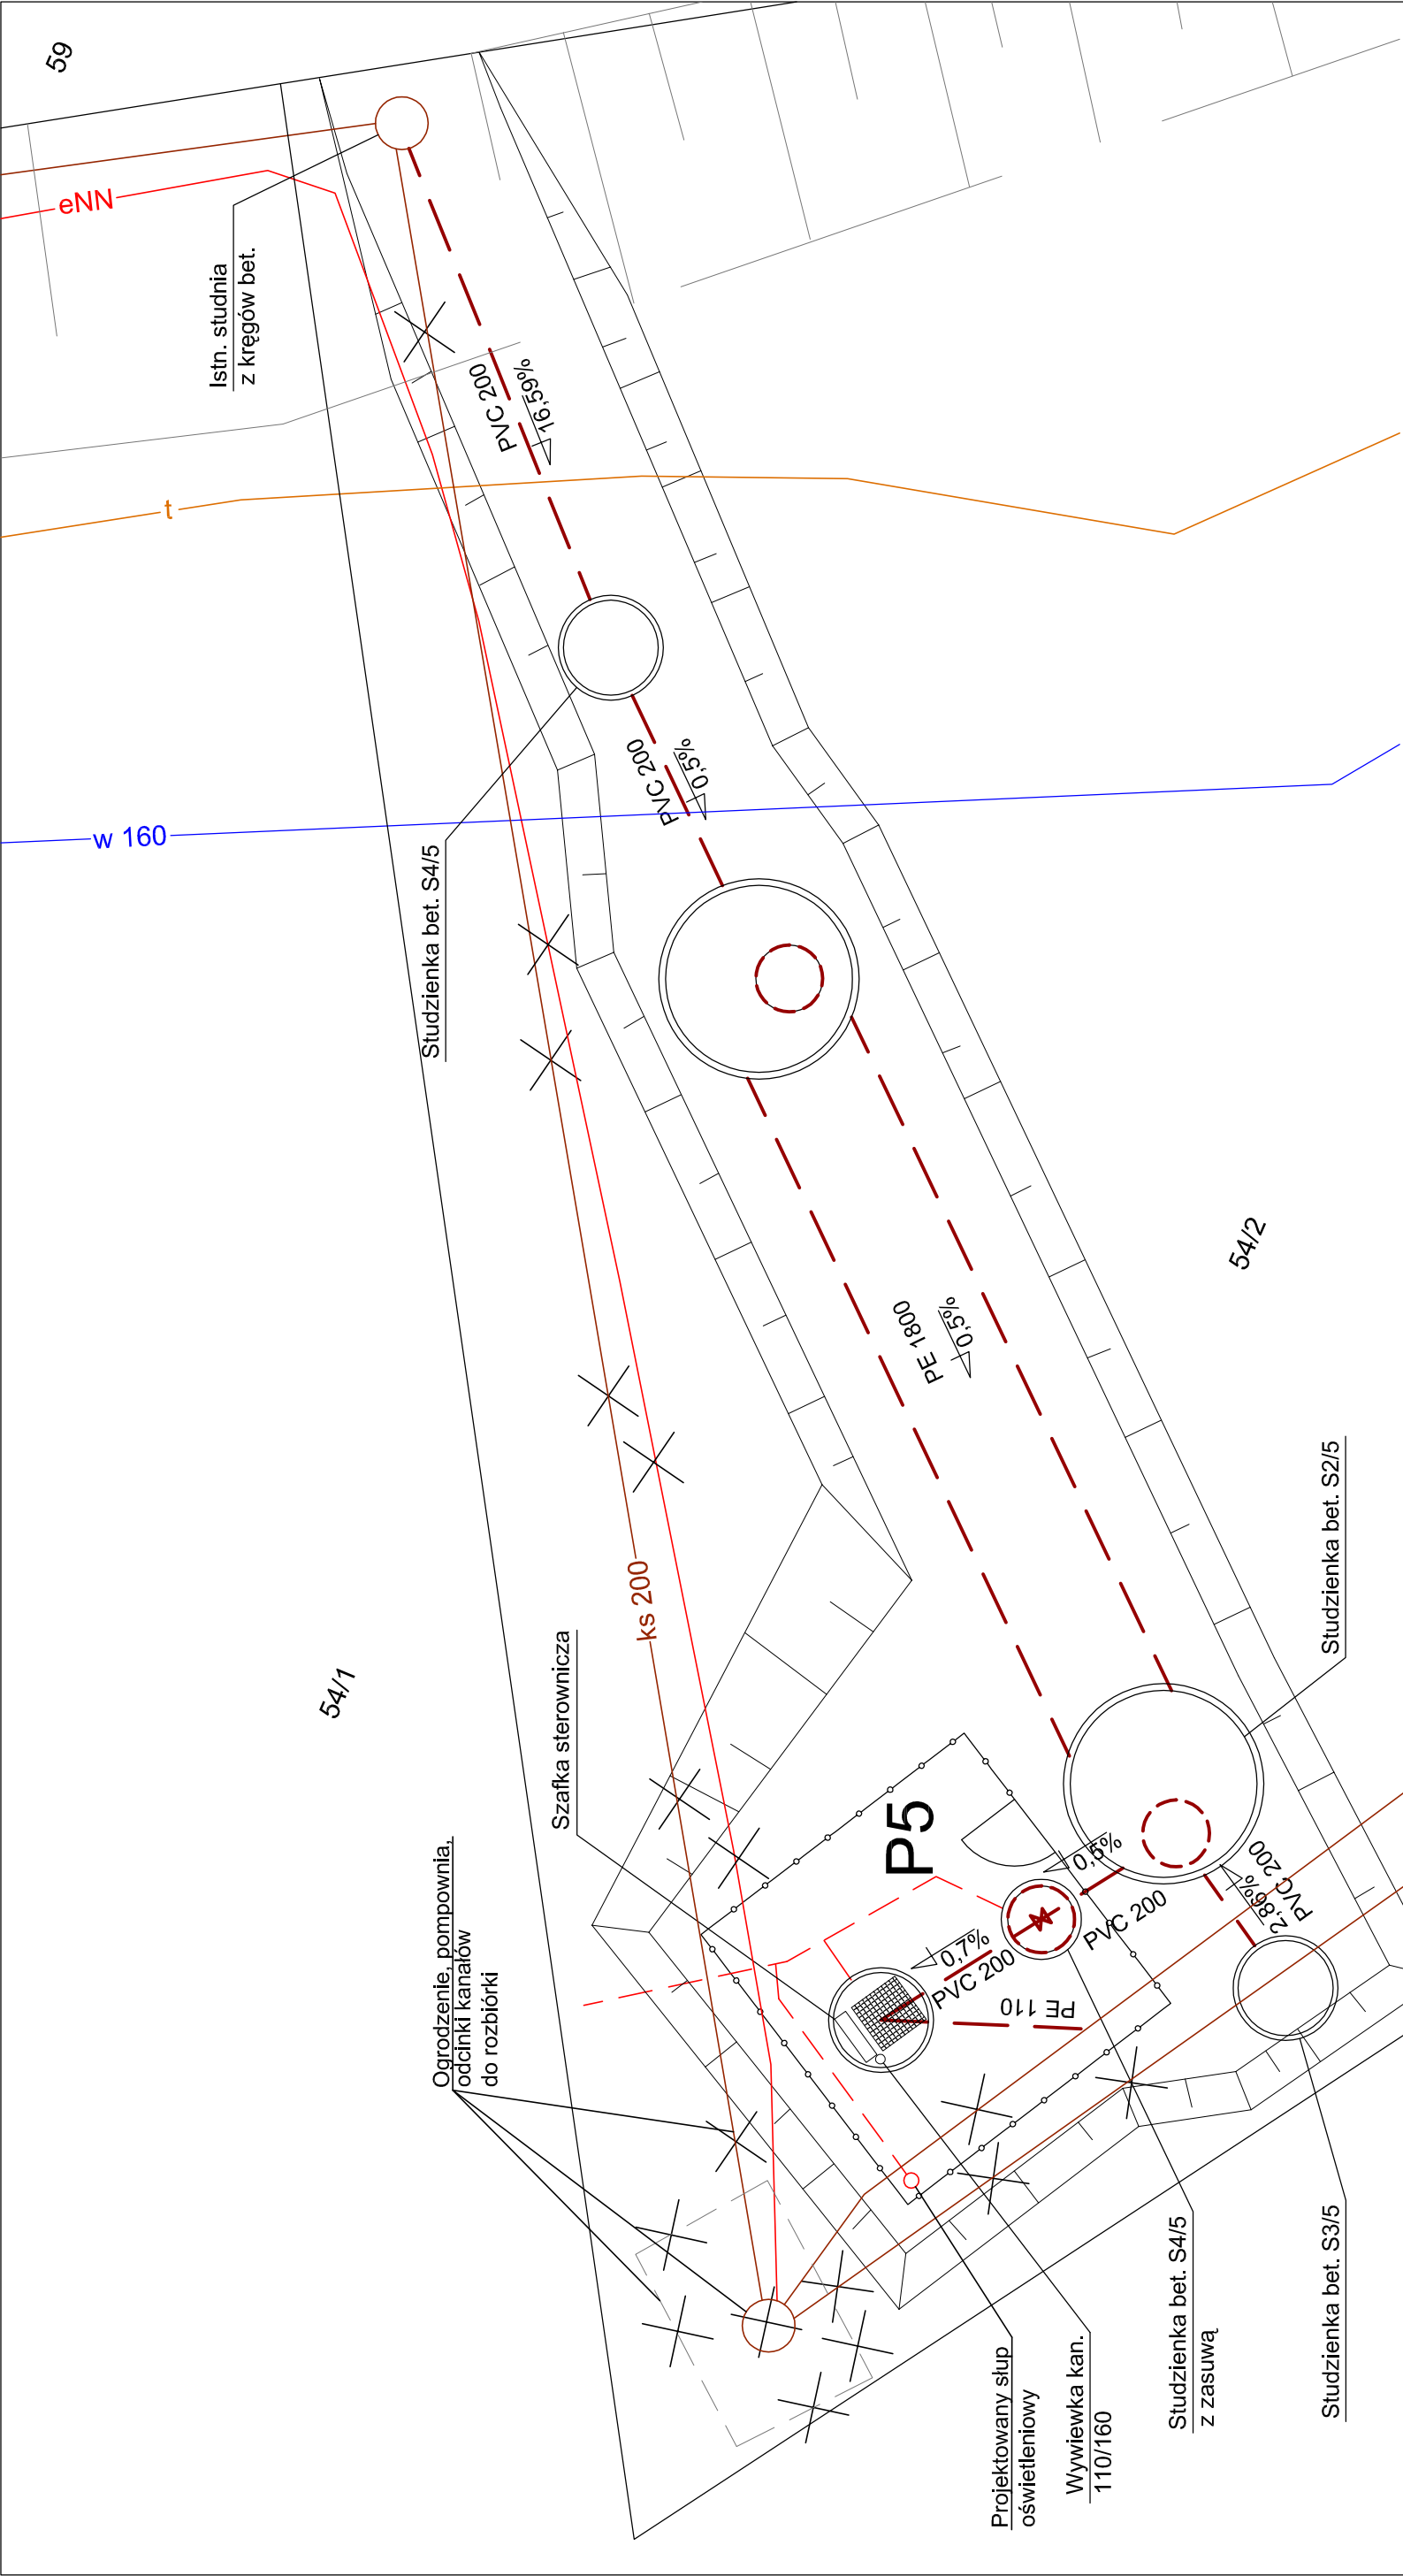 59
eNN
Istn. studnia
z kręgów bet.
PVC 200
16,59%
t
w 160
Studzienka bet. S4/5
PVC 200
0,5%
54/1
ks 200
PE 1800
0,5%
54/2
Szafka sterownicza
Ogrodzenie, pompownia,
odcinki kanałów
do rozbiórki
P5
0,5%
PVC 200
0,7%
PVC 200
PE 110
2,86%
PVC 200
Studzienka bet. S2/5
Projektowany słup
oświetleniowy
Wywiewka kan.
110/160
Studzienka bet. S4/5
z zasuwą
Studzienka bet. S3/5